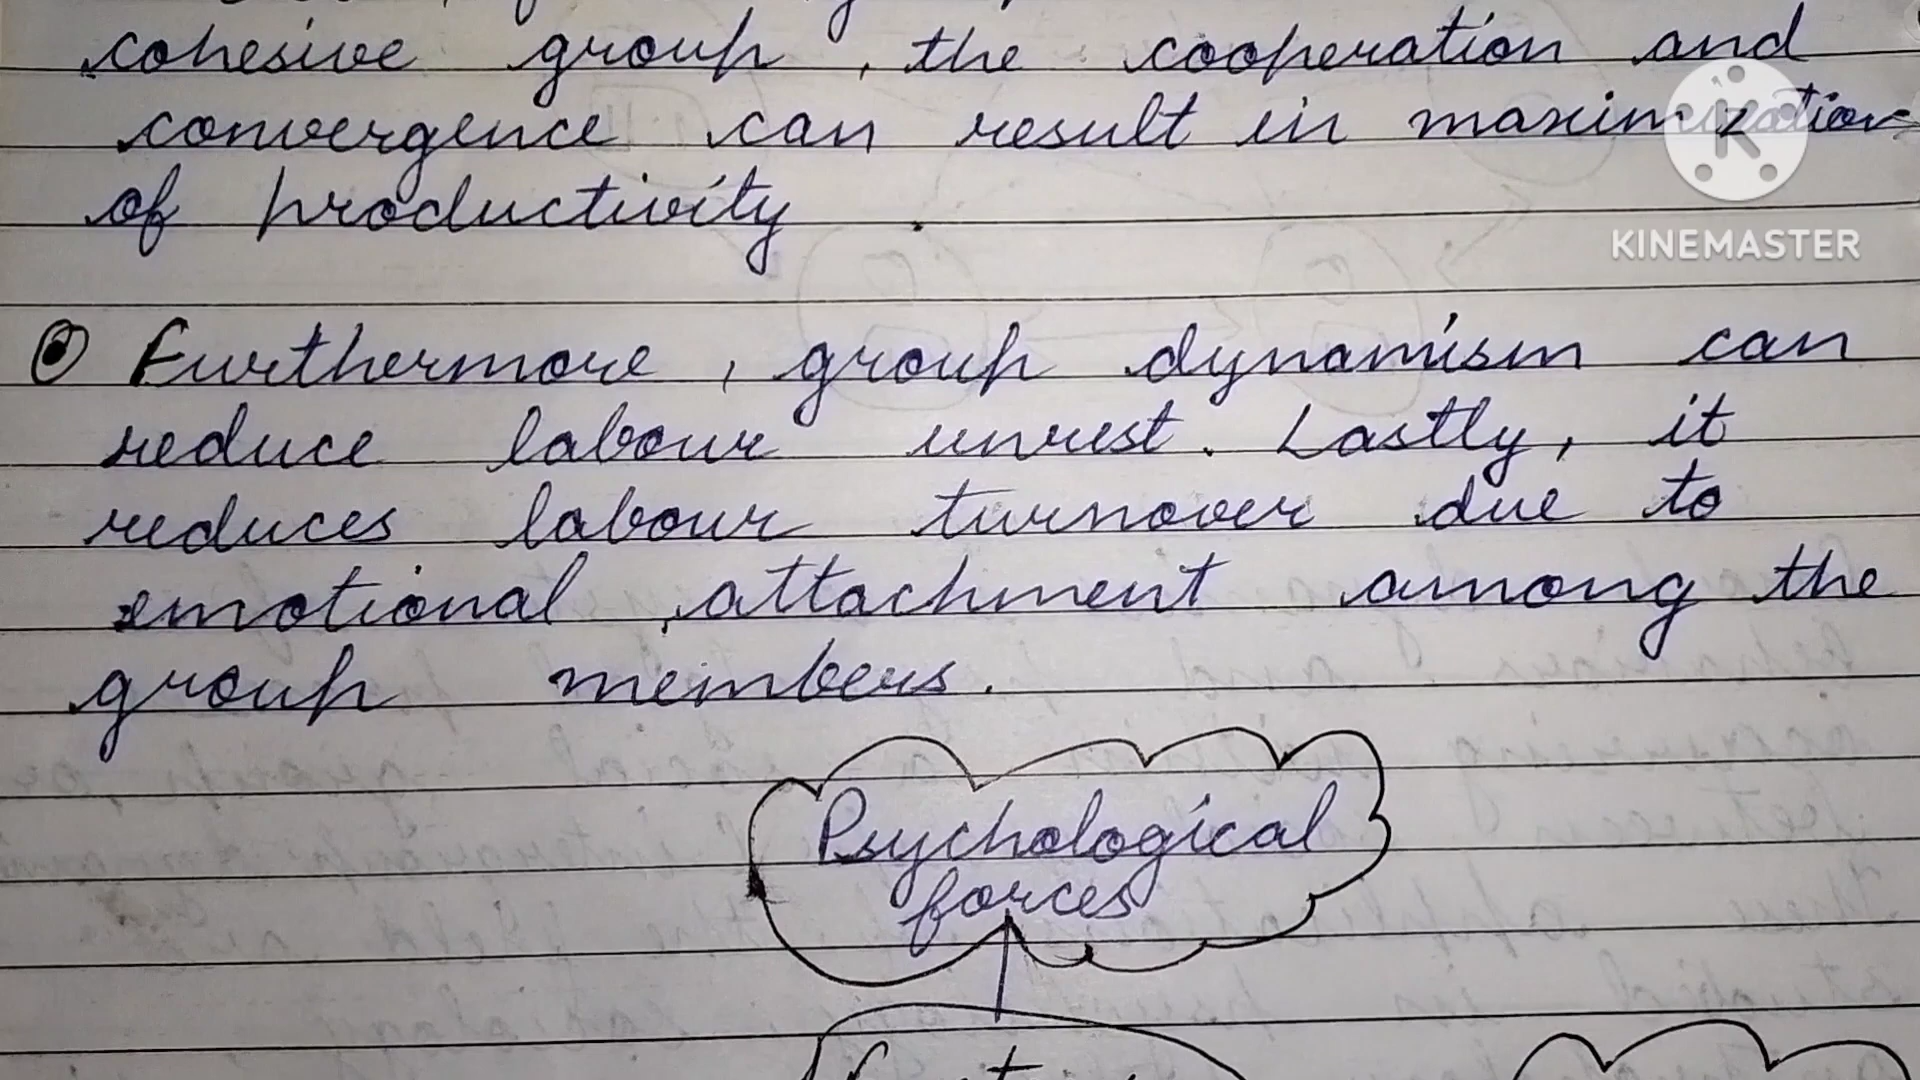 cohesive group, the cooperation and
convergence can result in maximization
of productivity.
Furthermore, group dynamism can
reduce labour unrest. Lastly, it
reduces labour turnover due to
emotional attachment among the
group members.
Psychological
forces
KINEMASTER